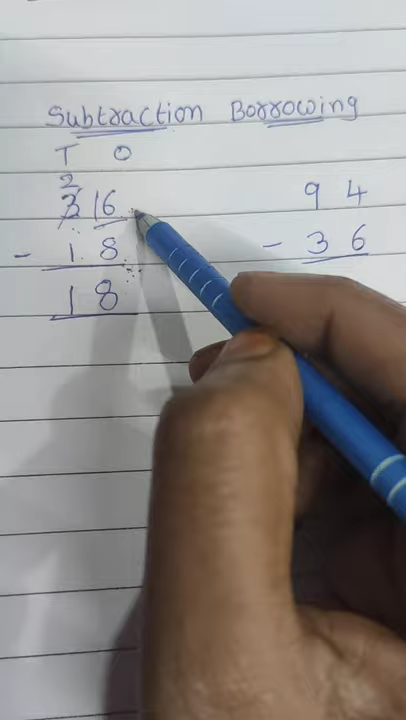 Subtraction Borrowing
T O
2
3 16 9 4
- 1 8 - 3 6
1 8